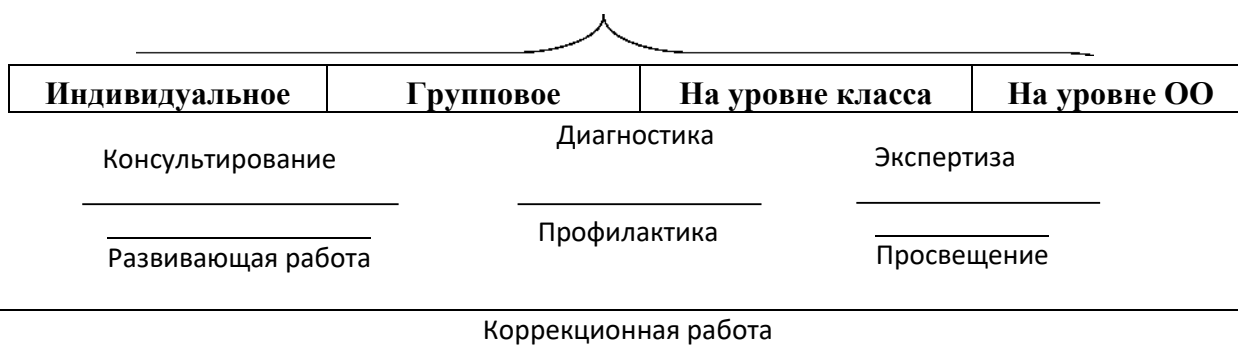 Индивидуальное Групповое На уровне класса На уровне ОО
Диагностика
Консультирование Экспертиза
Профилактика
Развивающая работа Просвещение
Коррекционная работа